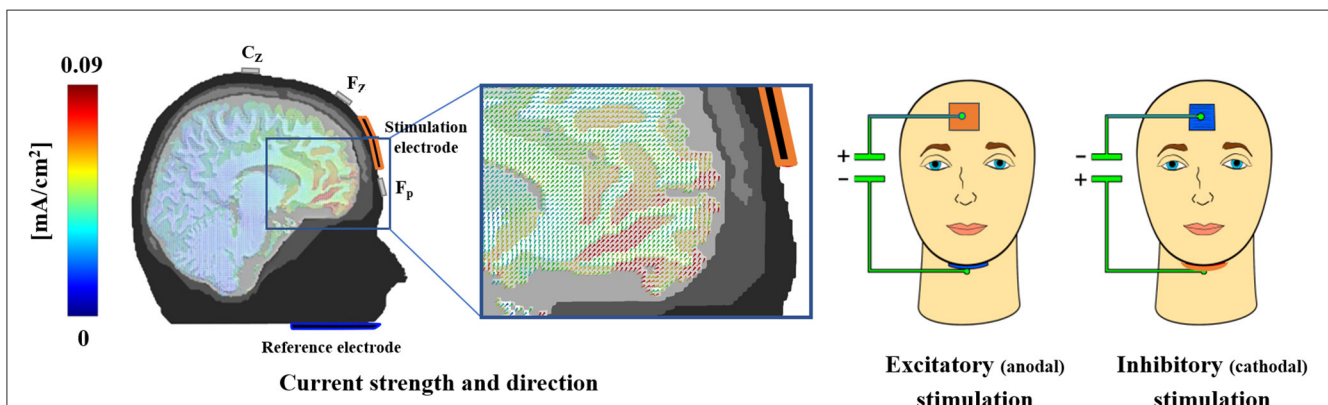 0.09
[mA/cm²]
0
C_Z
F_Z
Stimulation
electrode
F_p
Reference electrode
Current strength and direction
+
−
−
+
Excitatory (anodal)
stimulation
Inhibitory (cathodal)
stimulation